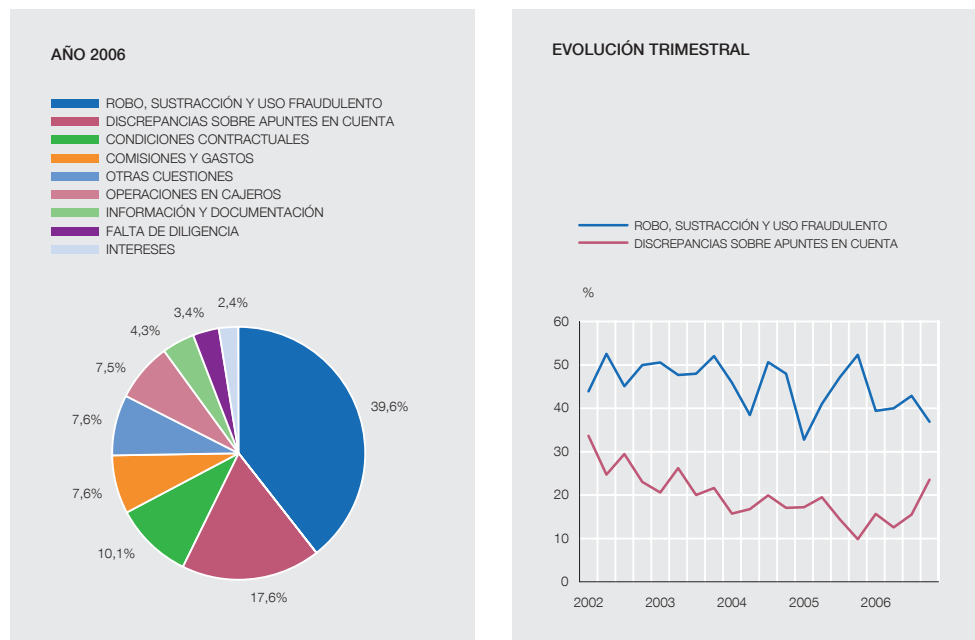 AÑO 2006
ROBO, SUSTRACCIÓN Y USO FRAUDULENTO
DISCREPANCIAS SOBRE APUNTES EN CUENTA
CONDICIONES CONTRACTUALES
COMISIONES Y GASTOS
OTRAS CUESTIONES
OPERACIONES EN CAJEROS
INFORMACIÓN Y DOCUMENTACIÓN
FALTA DE DILIGENCIA
INTERESES
2,4%
3,4%
4,3%
7,5%
39,6%
7,6%
7,6%
10,1%
17,6%
EVOLUCIÓN TRIMESTRAL
ROBO, SUSTRACCIÓN Y USO FRAUDULENTO
DISCREPANCIAS SOBRE APUNTES EN CUENTA
%
60
50
40
30
20
10
0
2002 2003 2004 2005 2006